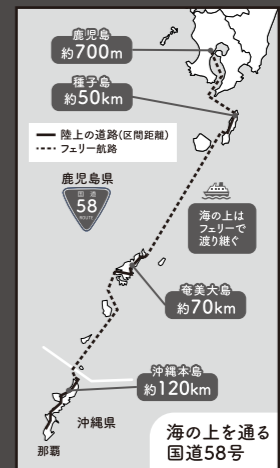 鹿児島
約700m
種子島
約50km
陸上の道路(区間距離)
フェリー航路
鹿児島県
国道
58
ROUTE
海の上は
フェリーで
渡り継ぐ
奄美大島
約70km
沖縄本島
約120km
沖縄県
那覇
海の上を通る
国道58号